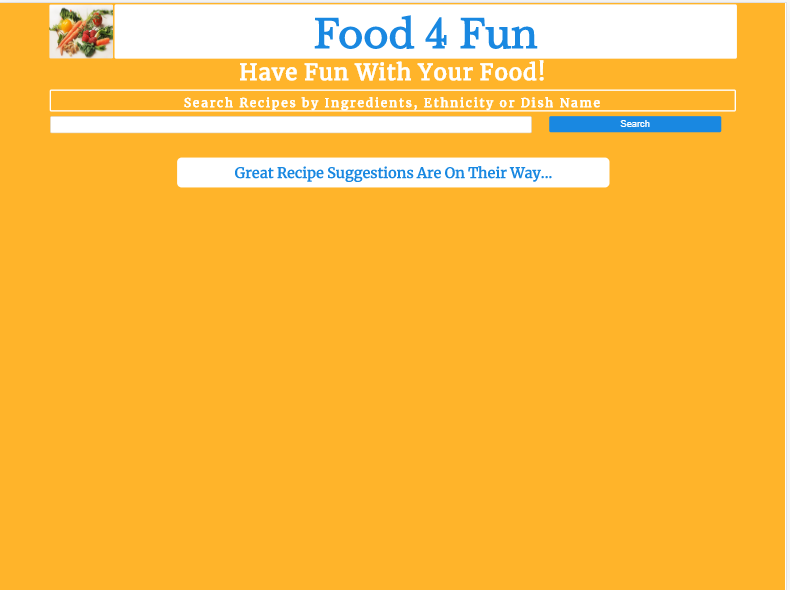 Food 4 Fun
Have Fun With Your Food!
Search Recipes by Ingredients, Ethnicity or Dish Name
Search
Great Recipe Suggestions Are On Their Way...